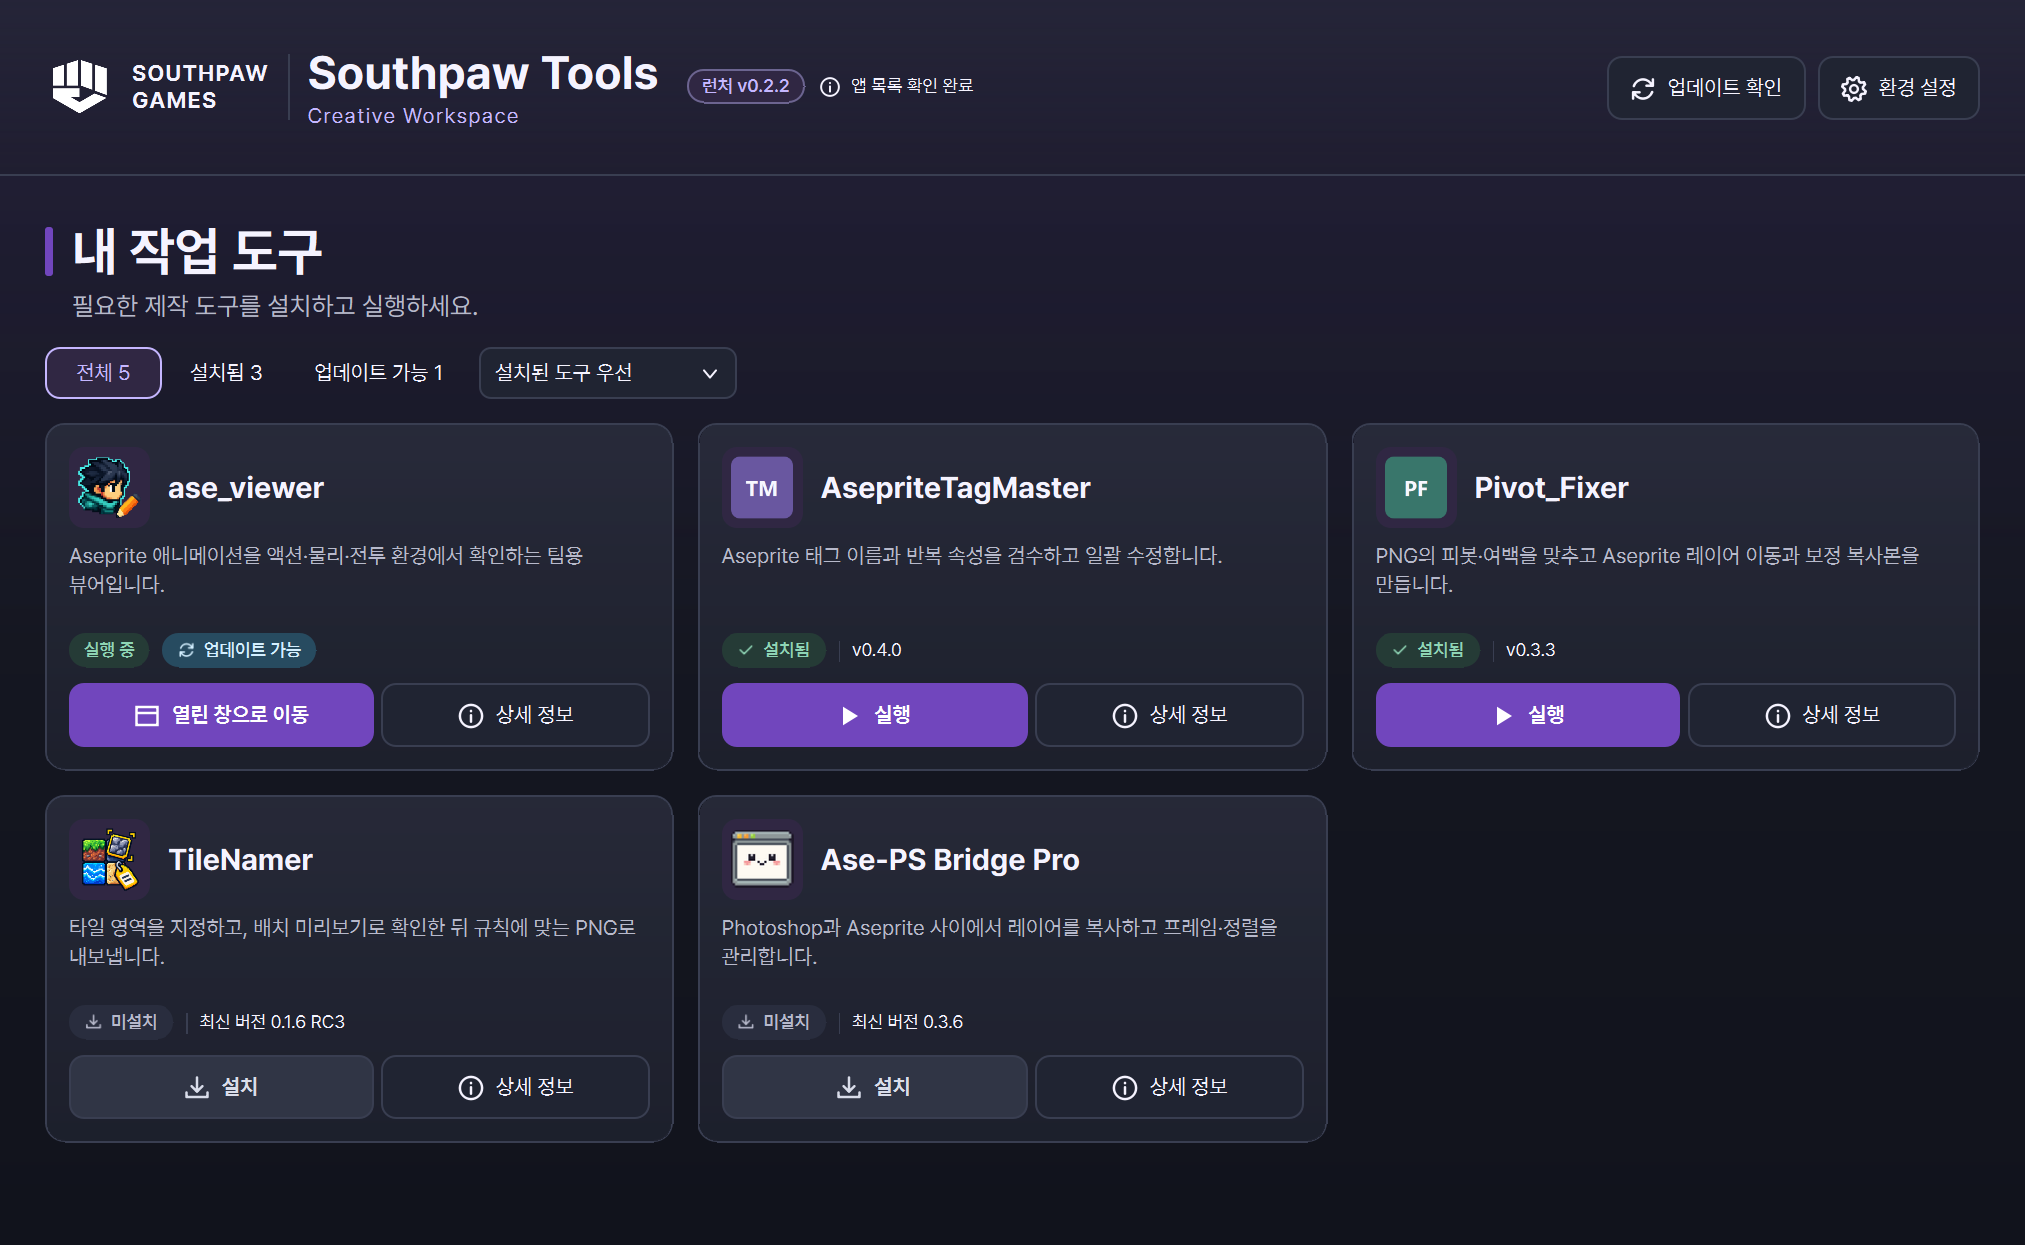 SOUTHPAW
GAMES
Southpaw Tools
Creative Workspace
런처 v0.2.2
앱 목록 확인 완료
업데이트 확인
환경 설정
내 작업 도구
필요한 제작 도구를 설치하고 실행하세요.
전체 5
설치됨 3
업데이트 가능 1
설치된 도구 우선
ase_viewer
Aseprite 애니메이션을 액션·물리·전투 환경에서 확인하는 팀용
뷰어입니다.
실행 중
업데이트 가능
열린 창으로 이동
상세 정보
TM
AsepriteTagMaster
Aseprite 태그 이름과 반복 속성을 검수하고 일괄 수정합니다.
설치됨
v0.4.0
실행
상세 정보
PF
Pivot_Fixer
PNG의 피봇·여백을 맞추고 Aseprite 레이어 이동과 보정 복사본을
만듭니다.
설치됨
v0.3.3
실행
상세 정보
TileNamer
타일 영역을 지정하고, 배치 미리보기로 확인한 뒤 규칙에 맞는 PNG로
내보냅니다.
미설치
최신 버전 0.1.6 RC3
설치
상세 정보
Ase-PS Bridge Pro
Photoshop과 Aseprite 사이에서 레이어를 복사하고 프레임·정렬을
관리합니다.
미설치
최신 버전 0.3.6
설치
상세 정보